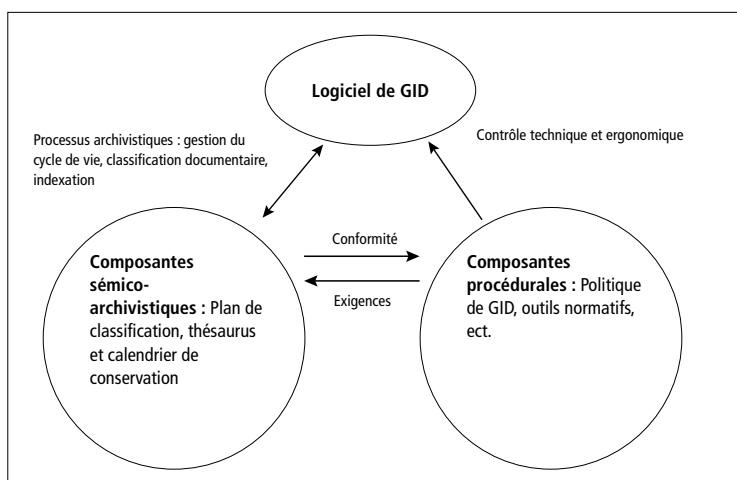 Logiciel de GID
Processus archivistiques : gestion du
cycle de vie, classification documentaire,
indexation
Contrôle technique et ergonomique
Conformité
Exigences
Composantes
sémico-
archivistiques : Plan de
classification, thésaurus
et calendrier de
conservation
Composantes
procédurales : Politique
de GID, outils normatifs,
ect.